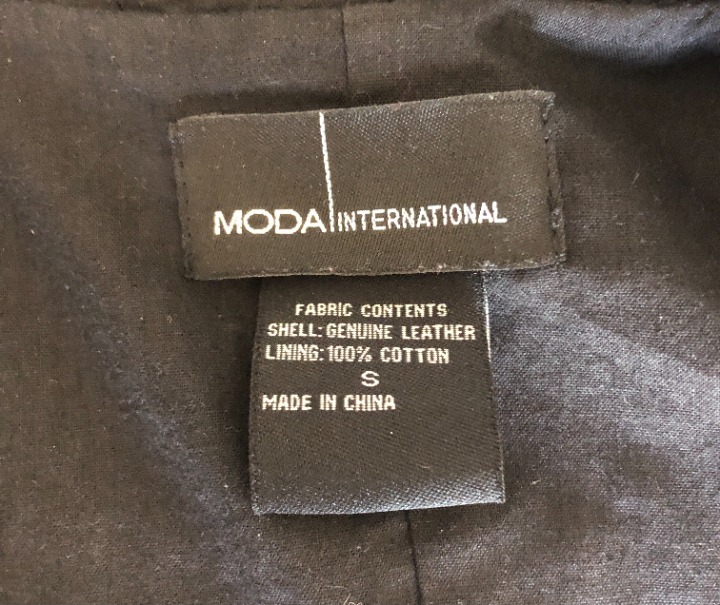 MODA INTERNATIONAL
FABRIC CONTENTS
SHELL: GENUINE LEATHER
LINING: 100% COTTON
S
MADE IN CHINA